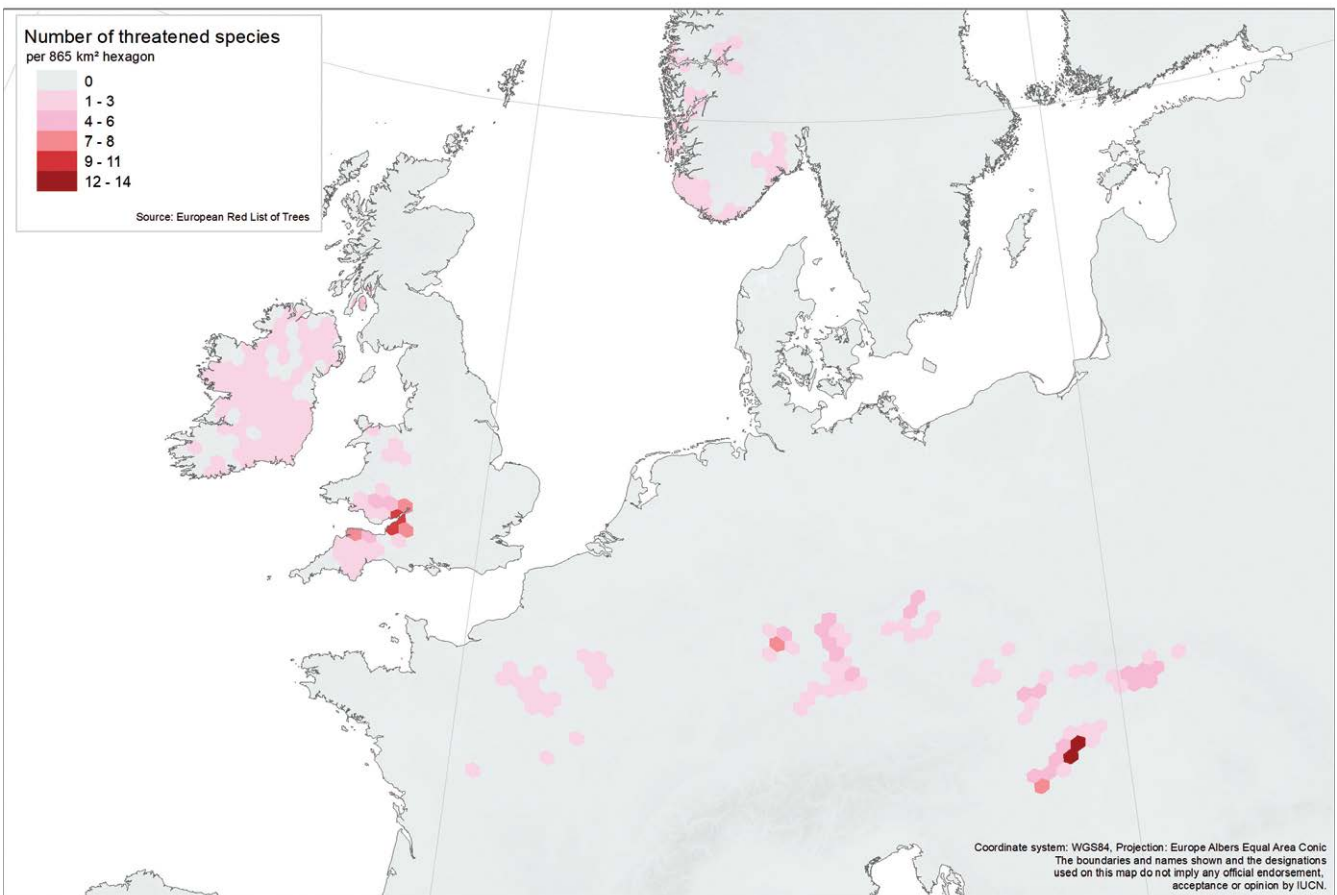 Number of threatened species
per 865 km² hexagon
0
1 - 3
4 - 6
7 - 8
9 - 11
12 - 14
Source: European Red List of Trees
Coordinate system: WGS84, Projection: Europe Albers Equal Area Conic
The boundaries and names shown and the designations
used on this map do not imply any official endorsement,
acceptance or opinion by IUCN.